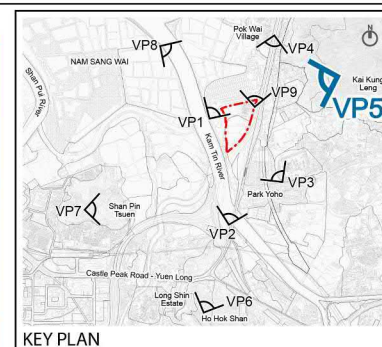 Pok Wai
Village
N
VP8
VP4
NAM SANG WAI
Kai Kung
Leng
Shan Pui River
VP9
VP5
VP1
Kam Tin River
VP3
Park Yoho
Shan Pin
Tsuen
VP7
VP2
Castle Peak Road - Yuen Long
Long Shin
Estate
VP6
Ho Hok Shan
KEY PLAN